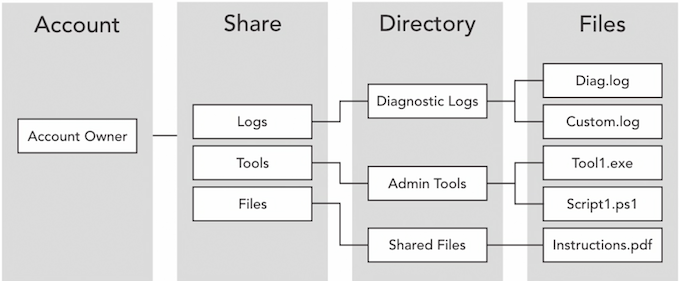 Account
Share
Directory
Files
Account Owner
Logs
Tools
Files
Diagnostic Logs
Admin Tools
Shared Files
Diag.log
Custom.log
Tool1.exe
Script1.ps1
Instructions.pdf